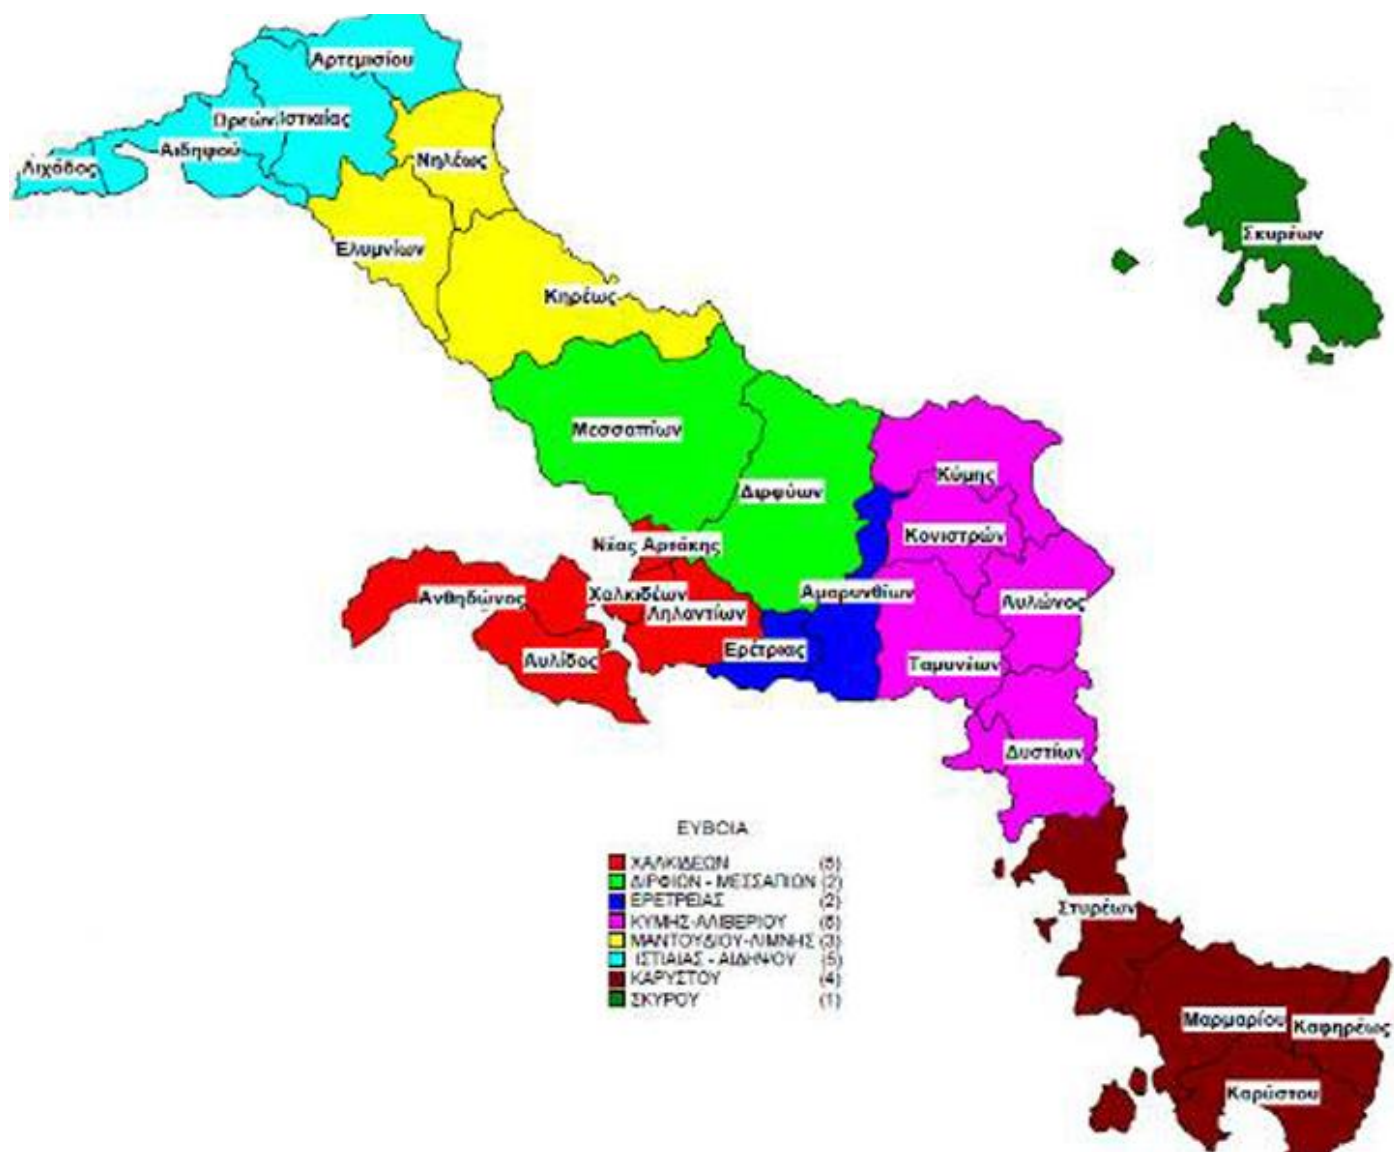 Αρτεμισίου
Ωρεών
Ιστιαίας
Αιδηψού
Λιχάδος
Νηλέως
Ελυμνίων
Κηρέως
Σκυρέων
Μεσσαπίων
Διρφύων
Κύμης
Κονιστρών
Νέας Αρτάκης
Ανθηδώνος
Χαλκιδέων
Ληλαντίων
Αμαρυνθίων
Αυλώνος
Αυλίδος
Ερέτριας
Ταμυνέων
Δυστίων
ΕΥΒΟΙΑ
ΧΑΛΚΙΔΕΩΝ (5)
ΔΙΡΦΙΩΝ - ΜΕΣΣΑΠΙΩΝ (2)
ΕΡΕΤΡΕΙΑΣ (2)
ΚΥΜΗΣ-ΑΛΙΒΕΡΙΟΥ
ΜΑΝΤΟΥΔΙΟΥ-ΛΙΜΝΗΣ (3)
ΙΣΤΙΑΙΑΣ - ΑΙΔΗΨΟΥ (5)
ΚΑΡΥΣΤΟΥ (4)
ΣΚΥΡΟΥ (1)
Στυρέων
Μαρμαρίου
Καφηρέως
Καρύστου